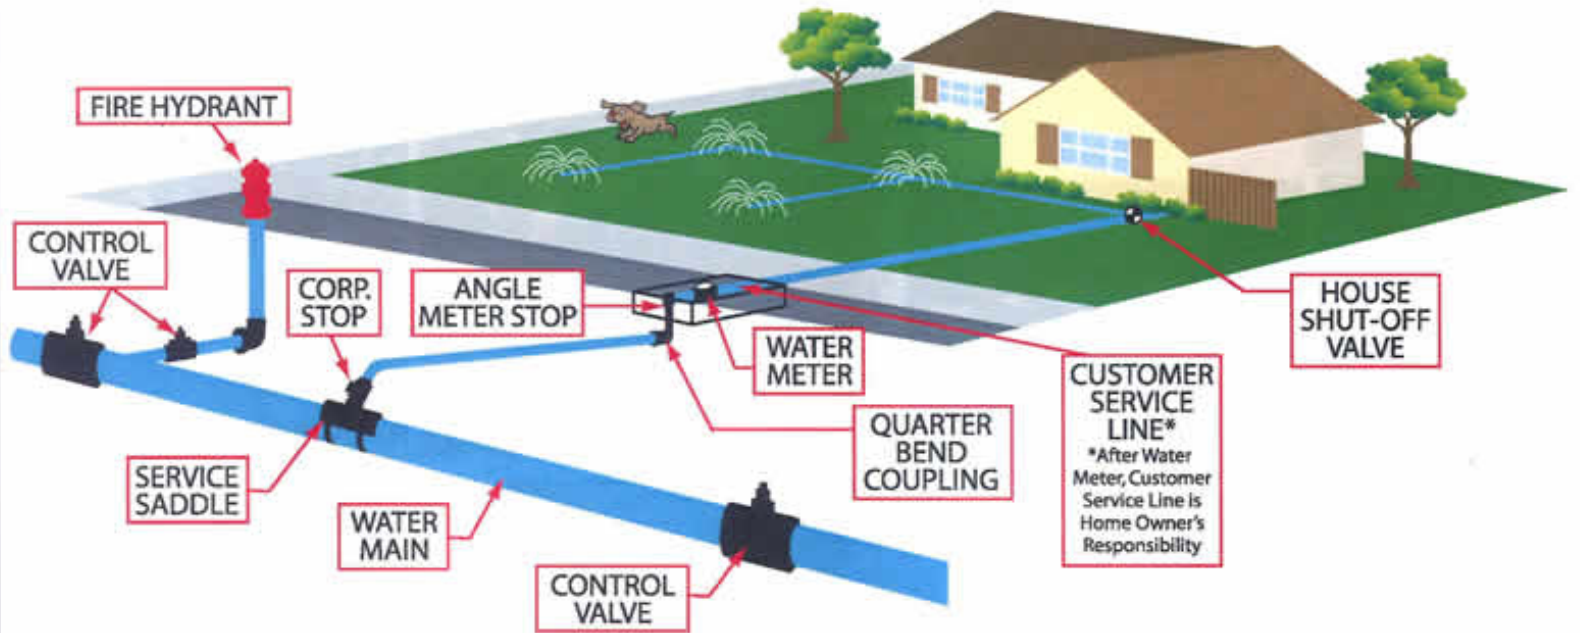 FIRE HYDRANT
CONTROL
VALVE
CORP.
STOP
ANGLE
METER STOP
WATER
METER
HOUSE
SHUT-OFF
VALVE
CUSTOMER
SERVICE
LINE*
*After Water
Meter, Customer
Service Line is
Home Owner's
Responsibility
QUARTER
BEND
COUPLING
SERVICE
SADDLE
WATER
MAIN
CONTROL
VALVE